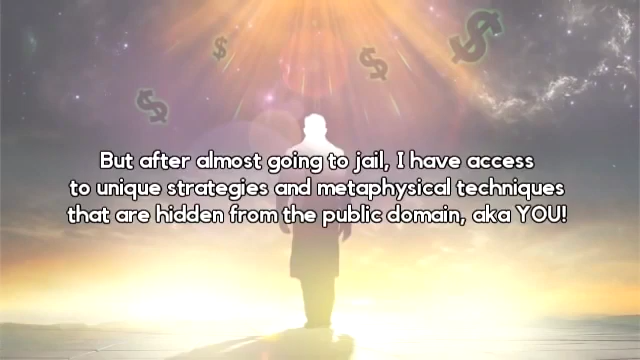 But after almost going to jail, I have access
to unique strategies and metaphysical techniques
that are hidden from the public domain, aka YOU!